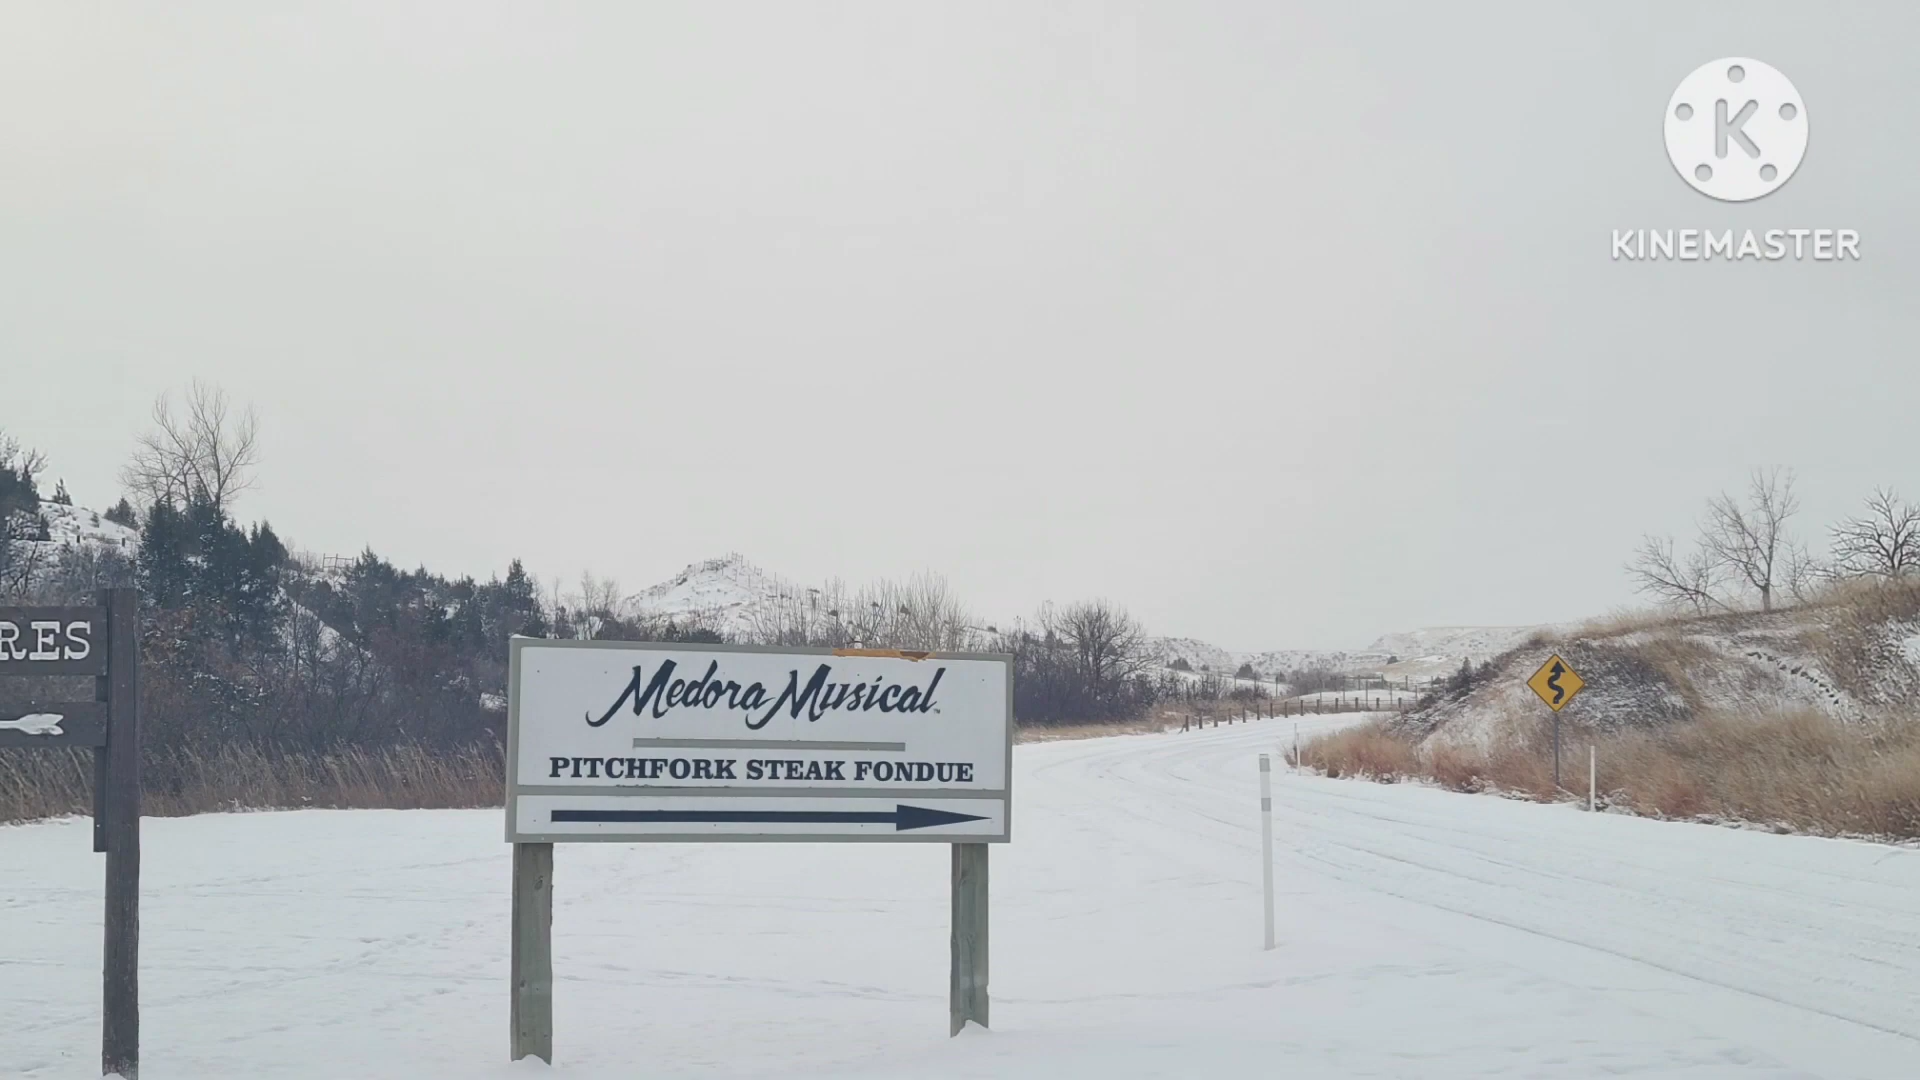 K
KINEMASTER
RES
Medora Musical
PITCHFORK STEAK FONDUE